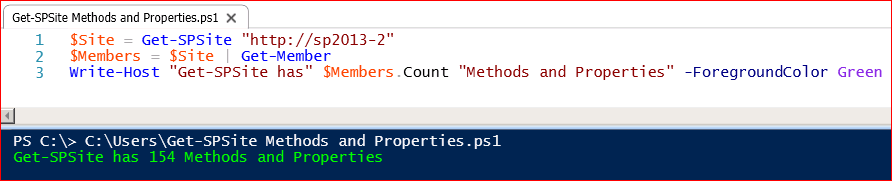 Get-SPSite Methods and Properties.ps1 X
1 $Site = Get-SPSite "http://sp2013-2"
2 $Members = $Site | Get-Member
3 Write-Host "Get-SPSite has" $Members.Count "Methods and Properties" -ForegroundColor Green
PS C:\> C:\Users\Get-SPSite Methods and Properties.ps1
Get-SPSite has 154 Methods and Properties